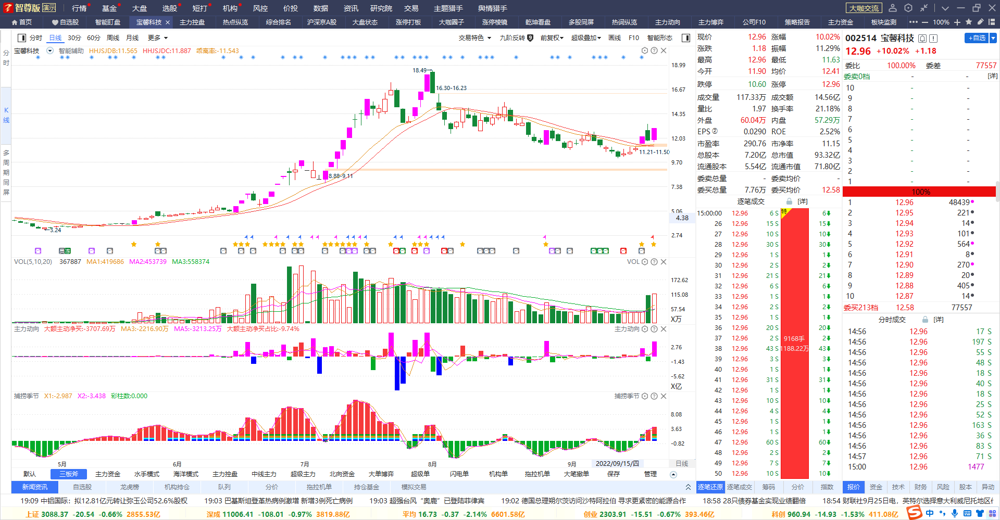 智尊版 演示 行情 基金 大盘 选股 短打 机构 风控 价投 数据 资讯 研究院 交易 主题猎手 舆情猎手 大咖交流
首页 自选股 智能盯盘 宝馨科技 主力控盘 热点纵览 综合排名 沪深京A股 大盘状态 涨停打板 大咖圈子 涨停棱镜 乾坤看盘 多股同屏 热词纵览 主力动向 主力博弈 公司F10 策略报告 主力资金 板块监测 100%
分时 日线 30分 60分 周线 月线 更多 交易特色 九阶反转 9 前复权 超级叠加 画线 F10 智能形态
宝馨科技 智能辅助 HHJSJDB:11.565 HHJSJDC:11.887 乖离率:-11.543
分时
K线
多周期同屏
18.49
16.30-16.23
11.21-11.50
8.88-9.11
3.24
18.99
16.67
14.35
12.03
9.70
7.38
5.06
4.38
2.74
VOL(5,10,20) 367887 MA1:419686 MA2:453739 MA3:558374 VOL
172.62
115.08
57.54
X万
主力动向 大额主动净买:-3707.69万 MA3:-2216.90万 MA5:-3213.25万 大额主动净买占比:-9.74% 主力动向
2.76
-1.43
-5.62
X亿
捕捞季节 X1:-2.987 X2:-3.438 彩柱数:0.000 捕捞季节
8.08
3.63
-0.82
5月 6月 7月 8月 9月 2022/09/15/四 日线
默认 三板斧 主力资金 水手模式 海洋模式 主力控盘 中线主力 超级主力 北向资金 大单博弈 超级单 闪电单 机构单 拖拉机单 大笔撤单 保存 管理
新闻资讯 自选股 龙虎榜 机构持仓 队列 分价 拖拉机单 持仓基金 模拟交易
现价 12.96 涨幅 10.02%
涨跌 1.18 振幅 11.29%
最高 12.96 最低 11.63
今开 11.90 均价 12.41
跌停 10.60 涨停 12.96
成交量 117.33万 成交额 14.56亿
量比 1.97 换手率 21.18%
外盘 60.04万 内盘 57.29万
EPS② 0.0290 ROE 2.52%
市盈率 290.76 市净率 11.15
总股本 7.20亿 总市值 93.32亿
流通股本 5.54亿 流通市值 71.80亿
委卖总量 - 委卖均价 -
委买总量 7.76万 委买均价 12.58
逐笔成交 [详]
15:00:00 12.96 6 S 特 6
26 12.96 15 S 15
27 12.96 10 S 10
28 12.96 30 S 30
29 12.96 1 S 1
30 12.96 2 S 2
31 12.96 21 S 21
32 12.96 6 S 6
33 12.96 1 S 1
34 12.96 2 S 2
35 12.96 1 S 1
36 12.96 20 S 20
37 12.96 2 S 9168手 2
38 12.96 43 S 1188.22万 43
39 12.96 3 S 3
40 12.96 1 S 1
41 12.96 31 S 31
42 12.96 1 S 1
43 12.96 10 S 10
44 12.96 4 S 4
45 12.96 1 S 1
46 12.96 1 S 1
47 12.96 60 S 60
48 12.96 2 S 2
49 12.96 7 S 7
50 12.96 10 S 10
逐笔还原 逐笔成交 筹码 分价 指数
002514 宝馨科技 +自选
12.96 +10.02% +1.18
委比 100.00% 委差 77557
委卖0档 - - [详]
10 - -
9 - -
8 - -
7 - -
6 - -
5 - -
4 - -
3 - -
2 - -
1 - -
100%
1 12.96 48439
2 12.95 221
3 12.94 14
4 12.93 101
5 12.92 564
6 12.91 8
7 12.90 270
8 12.89 20
9 12.88 405
10 12.87 14
委买213档 12.58 77557
分时成交 [详]
14:56 12.96 17 S
14:56 12.96 197 S
14:56 12.96 55 S
14:56 12.96 48 S
14:56 12.96 18 S
14:56 12.96 40 S
14:56 12.96 18 S
14:56 12.96 25 S
14:56 12.96 52 S
14:56 12.96 163 S
14:56 12.96 36 S
14:56 12.96 83 S
14:57 12.96 71 S
15:00 12.96 1477
报价 资金 技术 财务 风险 股本 异动
19:09 中铝国际：拟12.81亿元转让弥玉公司52.6%股权 19:03 巴基斯坦登革热病例激增 新增3例死亡病例 19:03 超强台风“奥鹿”已登陆菲律宾 19:02 德国总理朔尔茨访问沙特阿拉伯 寻求更紧密的能源合作 18:58 28只债券基金实现业绩翻倍 18:54 财联社9月25日电，英特尔选择意大利威尼托地区
上证 3088.37 -20.54 -0.66% 2855.53亿 深成 11006.41 -108.01 -0.97% 3819.88亿 平均 16.73 -0.37 -2.14% 6601.58亿 创业 2303.91 -15.51 -0.67% 393.46亿 科创 960.94 -14.93 -1.53% 411.08亿 中